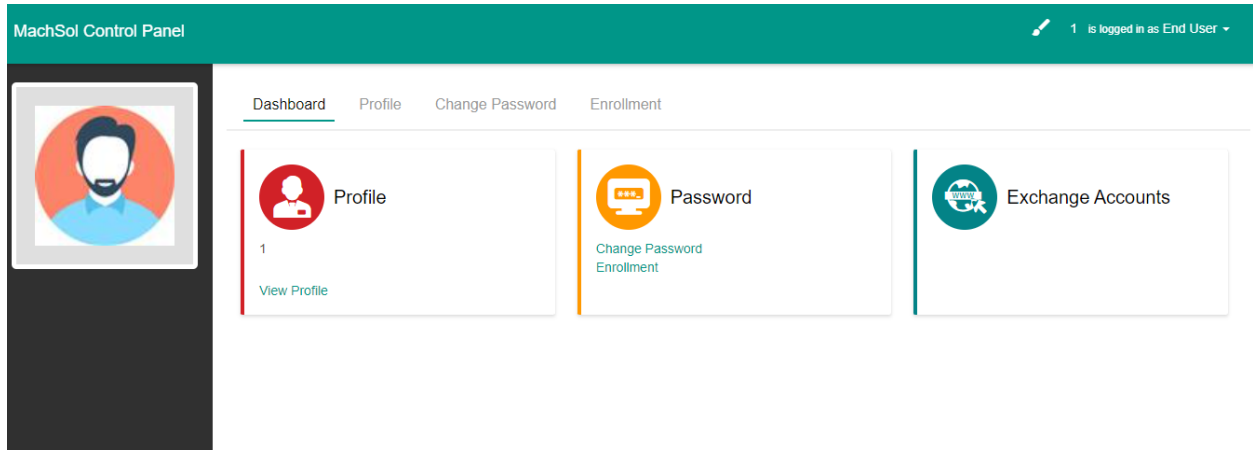 MachSol Control Panel
1 is logged in as End User
Dashboard Profile Change Password Enrollment
Profile
1
View Profile
Password
Change Password
Enrollment
www
Exchange Accounts